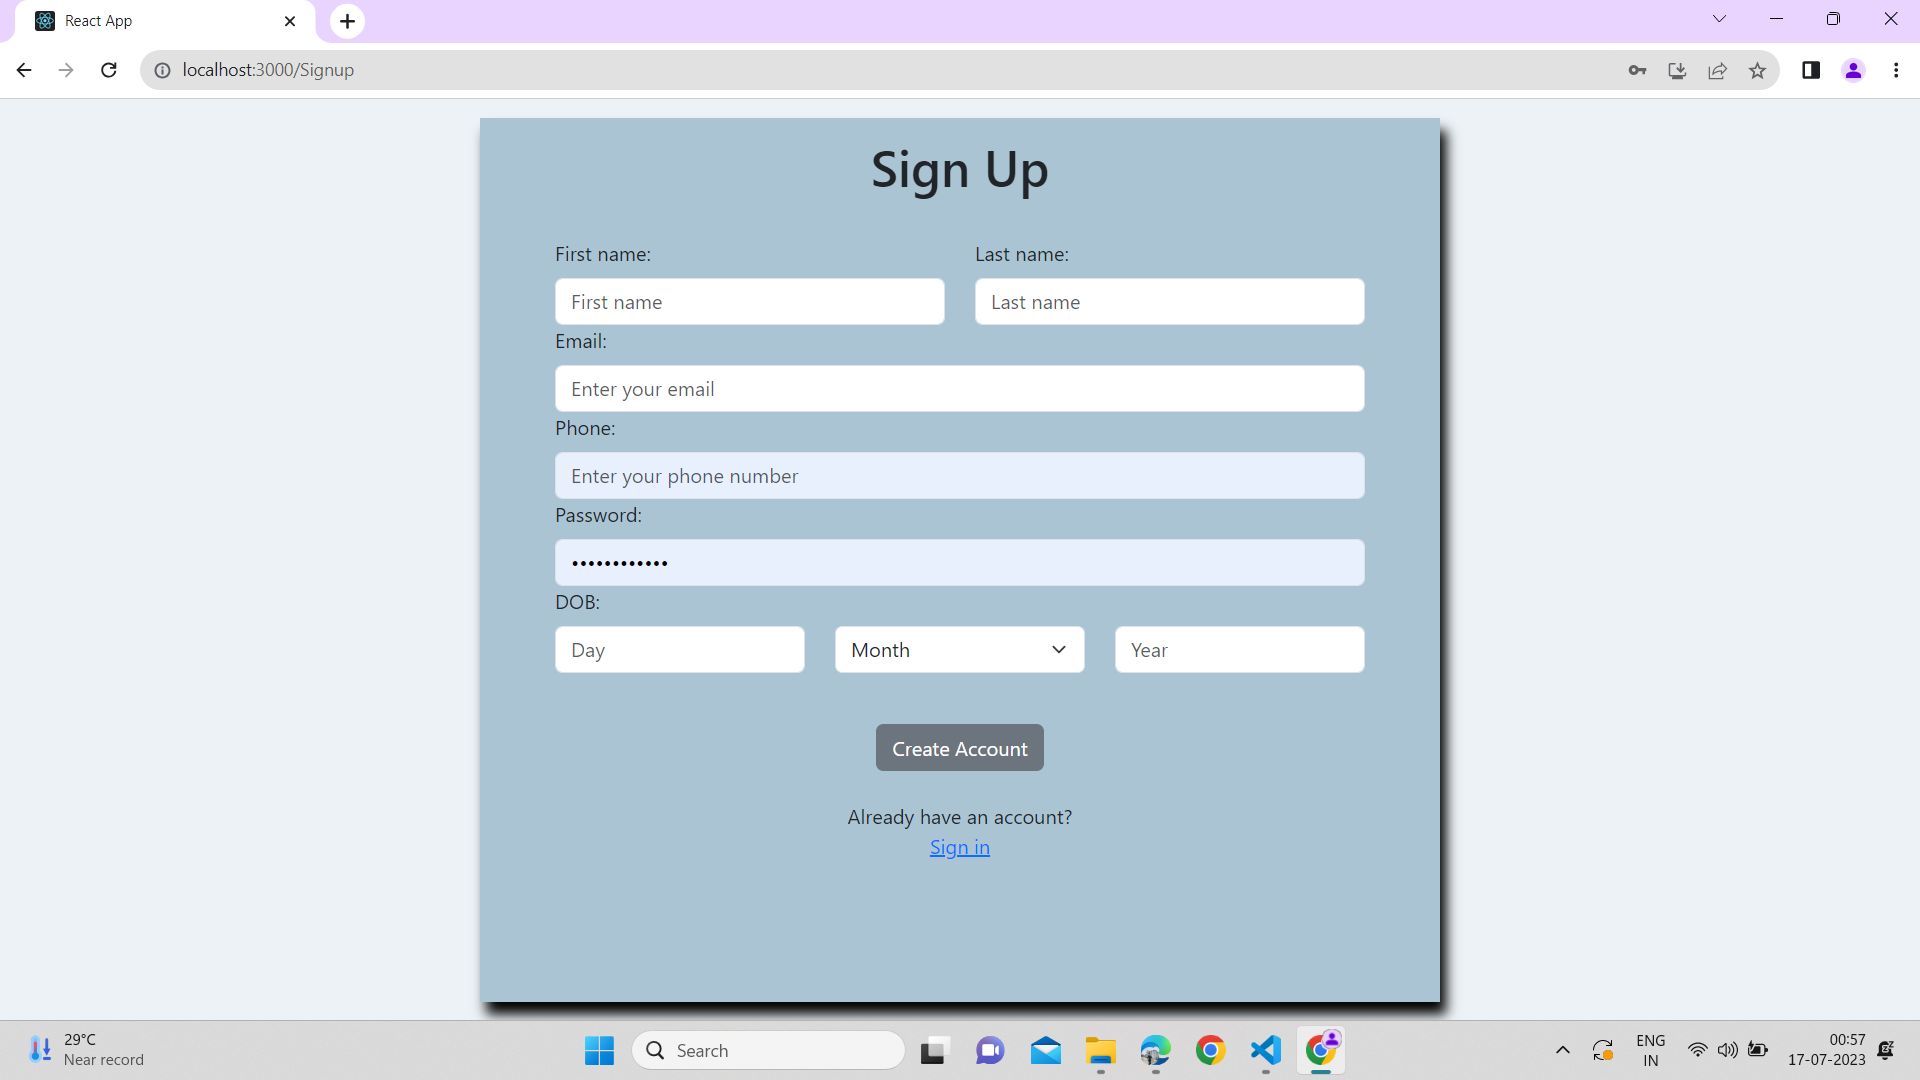 React App
localhost:3000/Signup
Sign Up
First name:
Last name:
First name
Last name
Email:
Enter your email
Phone:
Enter your phone number
Password:
••••••••••••
DOB:
Day
Month
Year
Create Account
Already have an account?
Sign in
29°C
Near record
Search
ENG
IN
00:57
17-07-2023